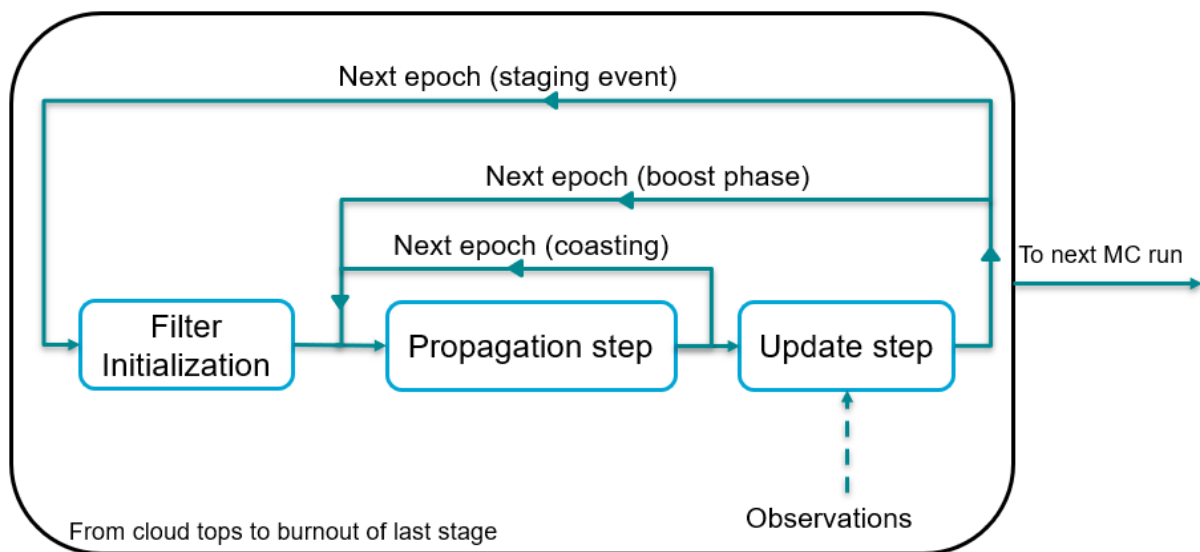 Next epoch (staging event)
Next epoch (boost phase)
Next epoch (coasting)
To next MC run
Filter
Initialization
Propagation step
Update step
Observations
From cloud tops to burnout of last stage